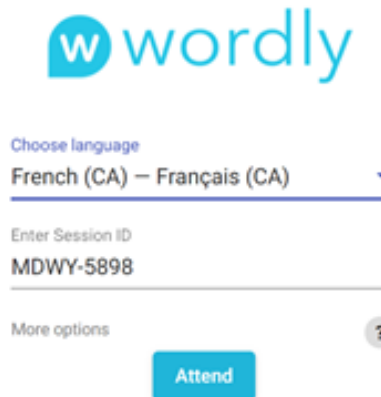 w wordly
Choose language
French (CA) — Français (CA)
Enter Session ID
MDWY-5898
More options
?
Attend